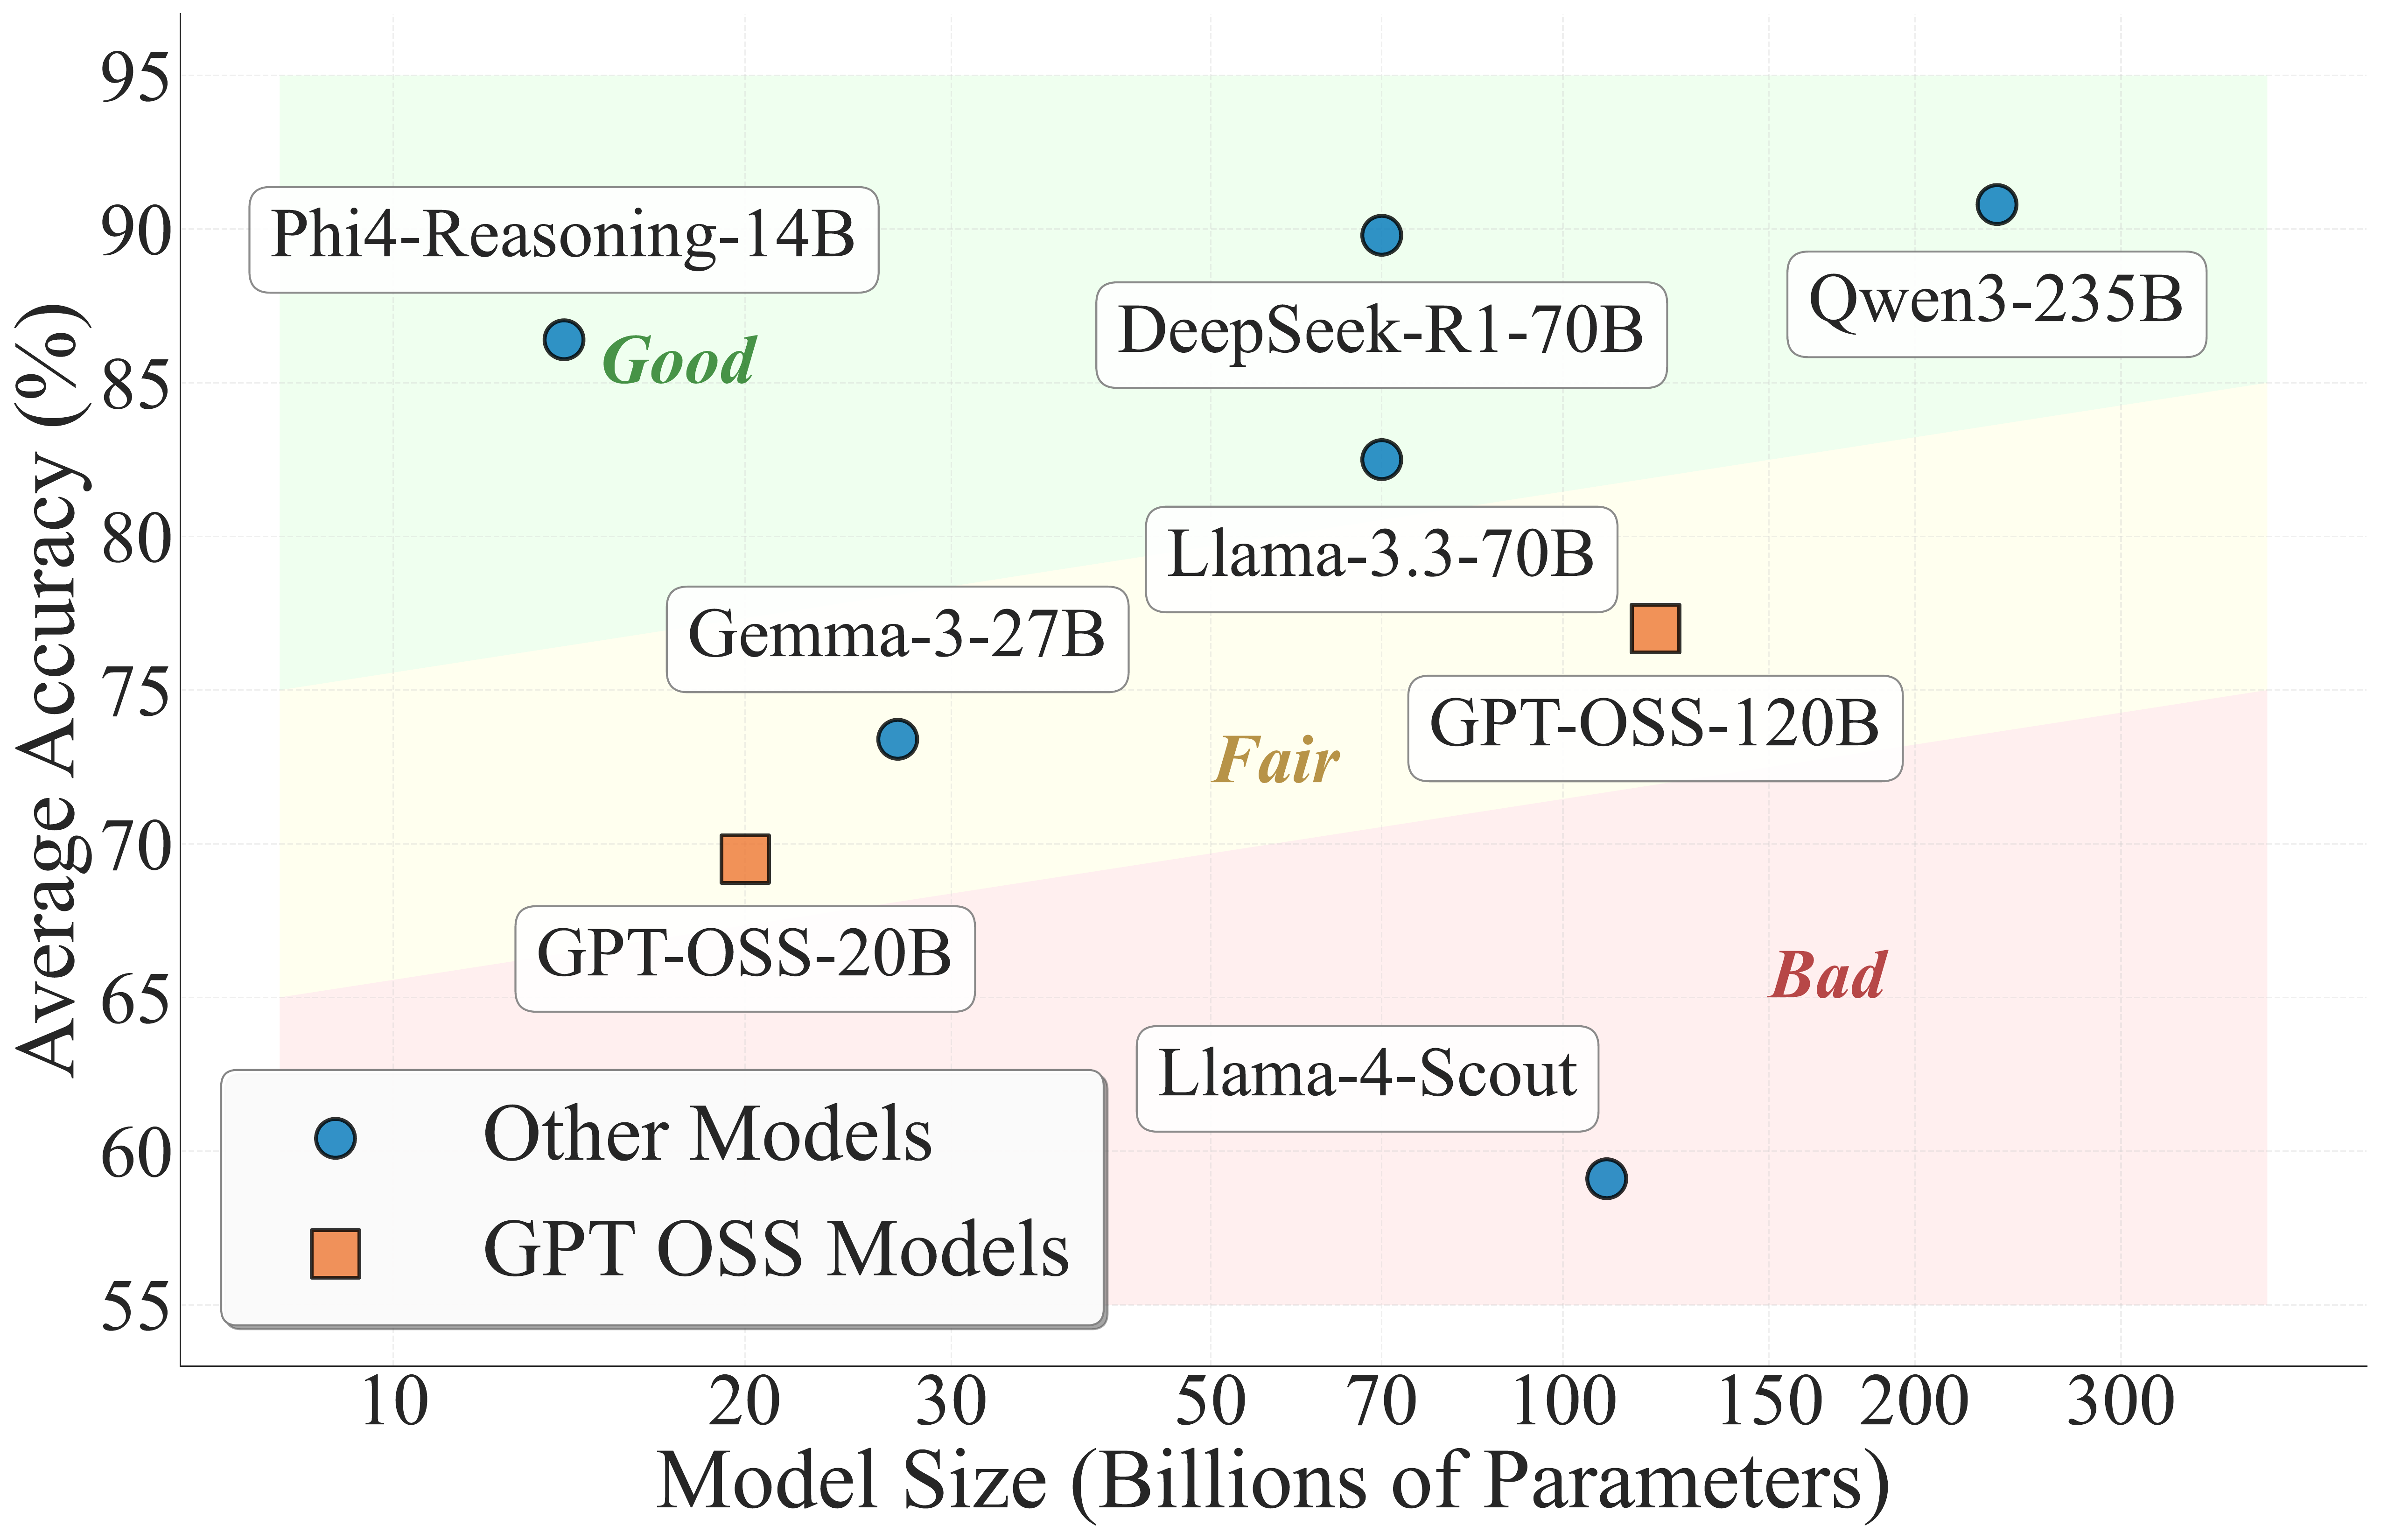 Average Accuracy (%)
95
90
85
80
75
70
65
60
55
Phi4-Reasoning-14B
Good
DeepSeek-R1-70B
Qwen3-235B
Llama-3.3-70B
Gemma-3-27B
GPT-OSS-120B
Fair
GPT-OSS-20B
Bad
Llama-4-Scout
Other Models
GPT OSS Models
10 20 30 50 70 100 150 200 300
Model Size (Billions of Parameters)